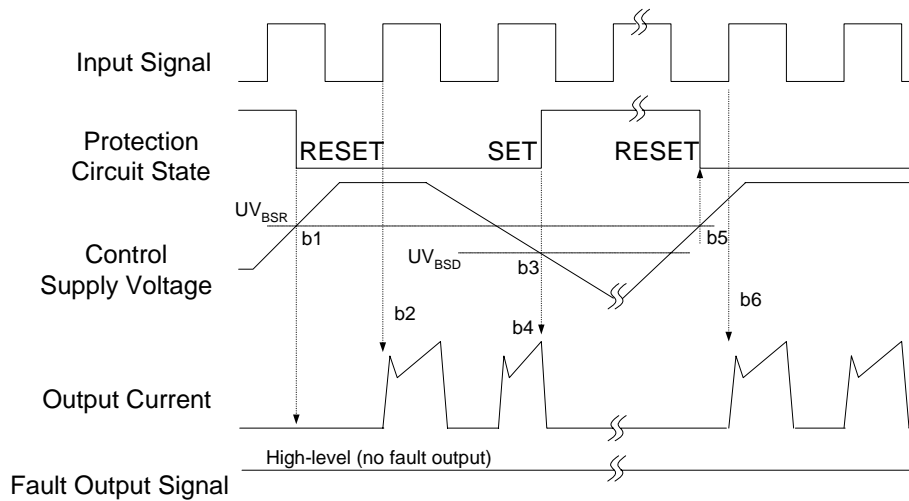 Input Signal
Protection
Circuit State
RESET
SET
RESET
UVBSR
b1
b5
Control
Supply Voltage
UVBSD
b3
b2
b4
b6
Output Current
High-level (no fault output)
Fault Output Signal